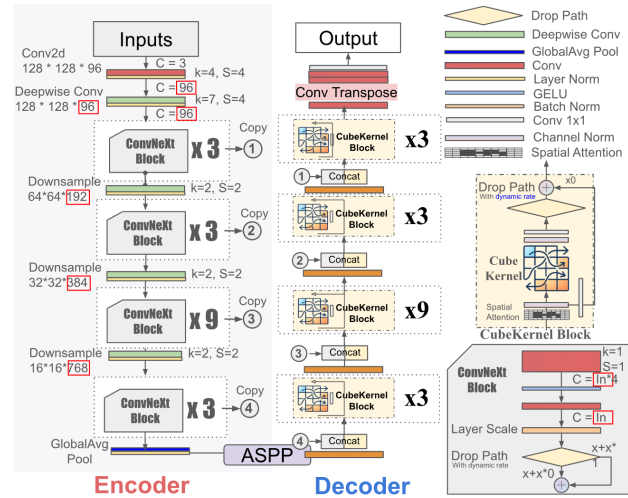 Inputs
Conv2d
128 * 128 * 96
C = 3
k=4, S=4
C = 96
Deepwise Conv
128 * 128 * 96
k=7, S=4
C = 96
ConvNeXt
Block
x 3
Copy
1
Downsample
64*64*192
k=2, S=2
ConvNeXt
Block
x 3
Copy
2
Downsample
32*32*384
k=2, S=2
ConvNeXt
Block
x 9
Copy
3
Downsample
16*16*768
k=2, S=2
ConvNeXt
Block
x 3
Copy
4
GlobalAvg
Pool
ASPP
Encoder
Output
Conv Transpose
CubeKernel
Block
x3
1
Concat
CubeKernel
Block
x3
2
Concat
CubeKernel
Block
x9
3
Concat
CubeKernel
Block
x3
4
Concat
Decoder
Drop Path
Deepwise Conv
GlobalAvg Pool
Conv
Layer Norm
GELU
Batch Norm
Conv 1x1
Channel Norm
Spatial Attention
x0
Drop Path
With dynamic rate
Cube
Kernel
Spatial
Attention
CubeKernel Block
ConvNeXt
Block
k=1
S=1
C = In*4
C = In
Layer Scale
Drop Path
With dynamic rate
x+x*
1
x+x*0